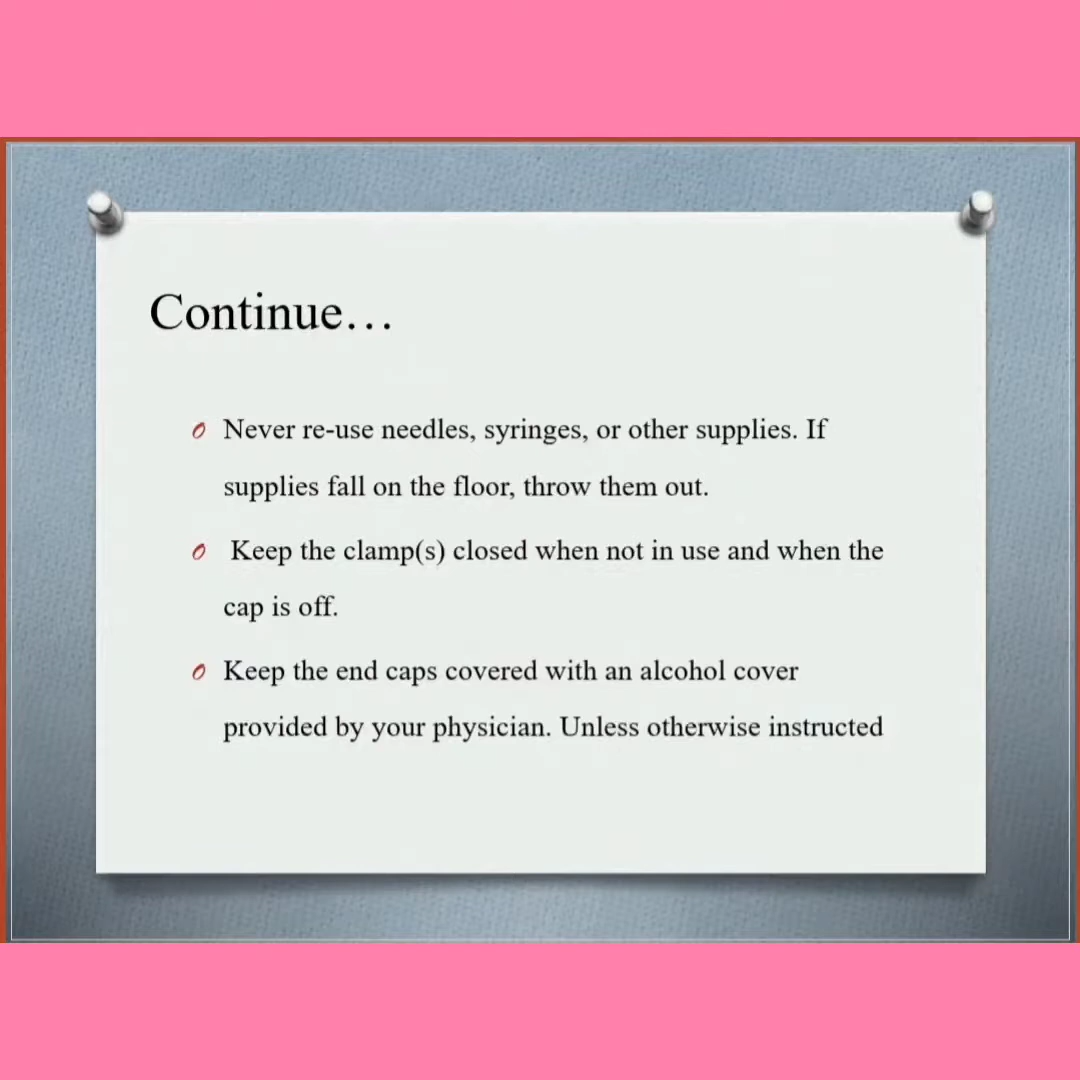 Continue…
Never re-use needles, syringes, or other supplies. If
supplies fall on the floor, throw them out.
Keep the clamp(s) closed when not in use and when the
cap is off.
Keep the end caps covered with an alcohol cover
provided by your physician. Unless otherwise instructed